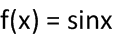 f(x) = sinx